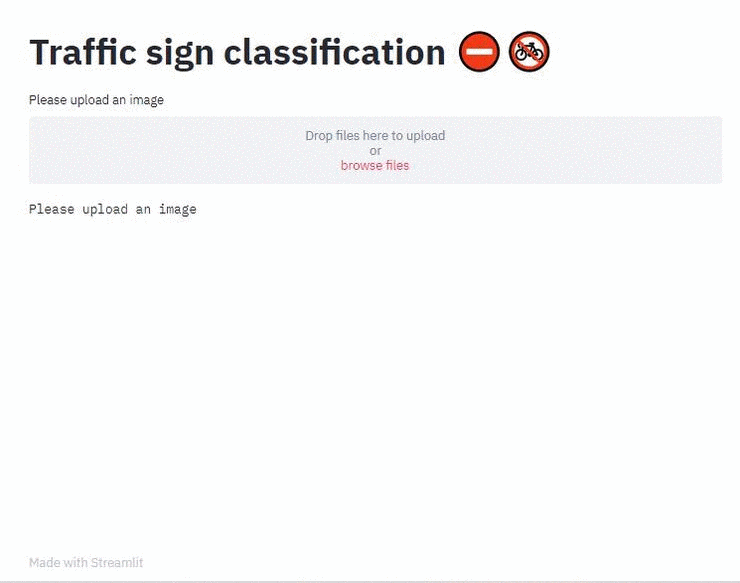 Traffic sign classification
Please upload an image
Drop files here to upload
or
browse files
Please upload an image
Made with Streamlit